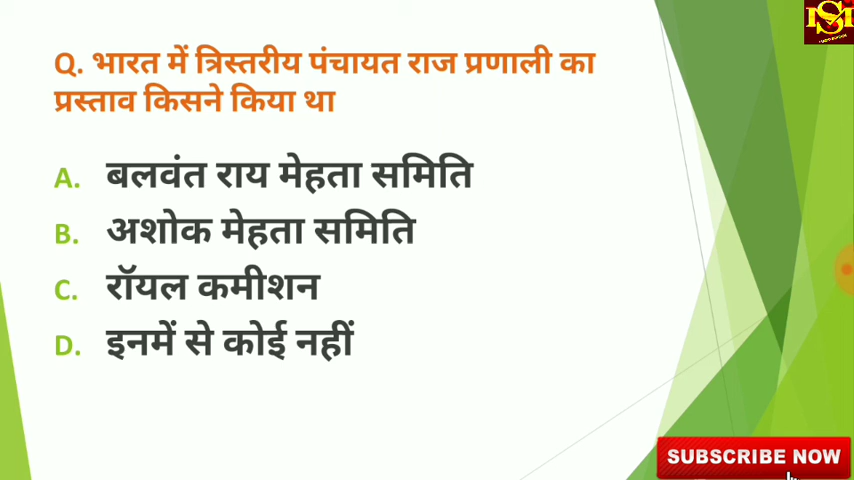 Q. भारत में त्रिस्तरीय पंचायत राज प्रणाली का
प्रस्ताव किसने किया था
A. बलवंत राय मेहता समिति
B. अशोक मेहता समिति
C. रॉयल कमीशन
D. इनमें से कोई नहीं
SUBSCRIBE NOW